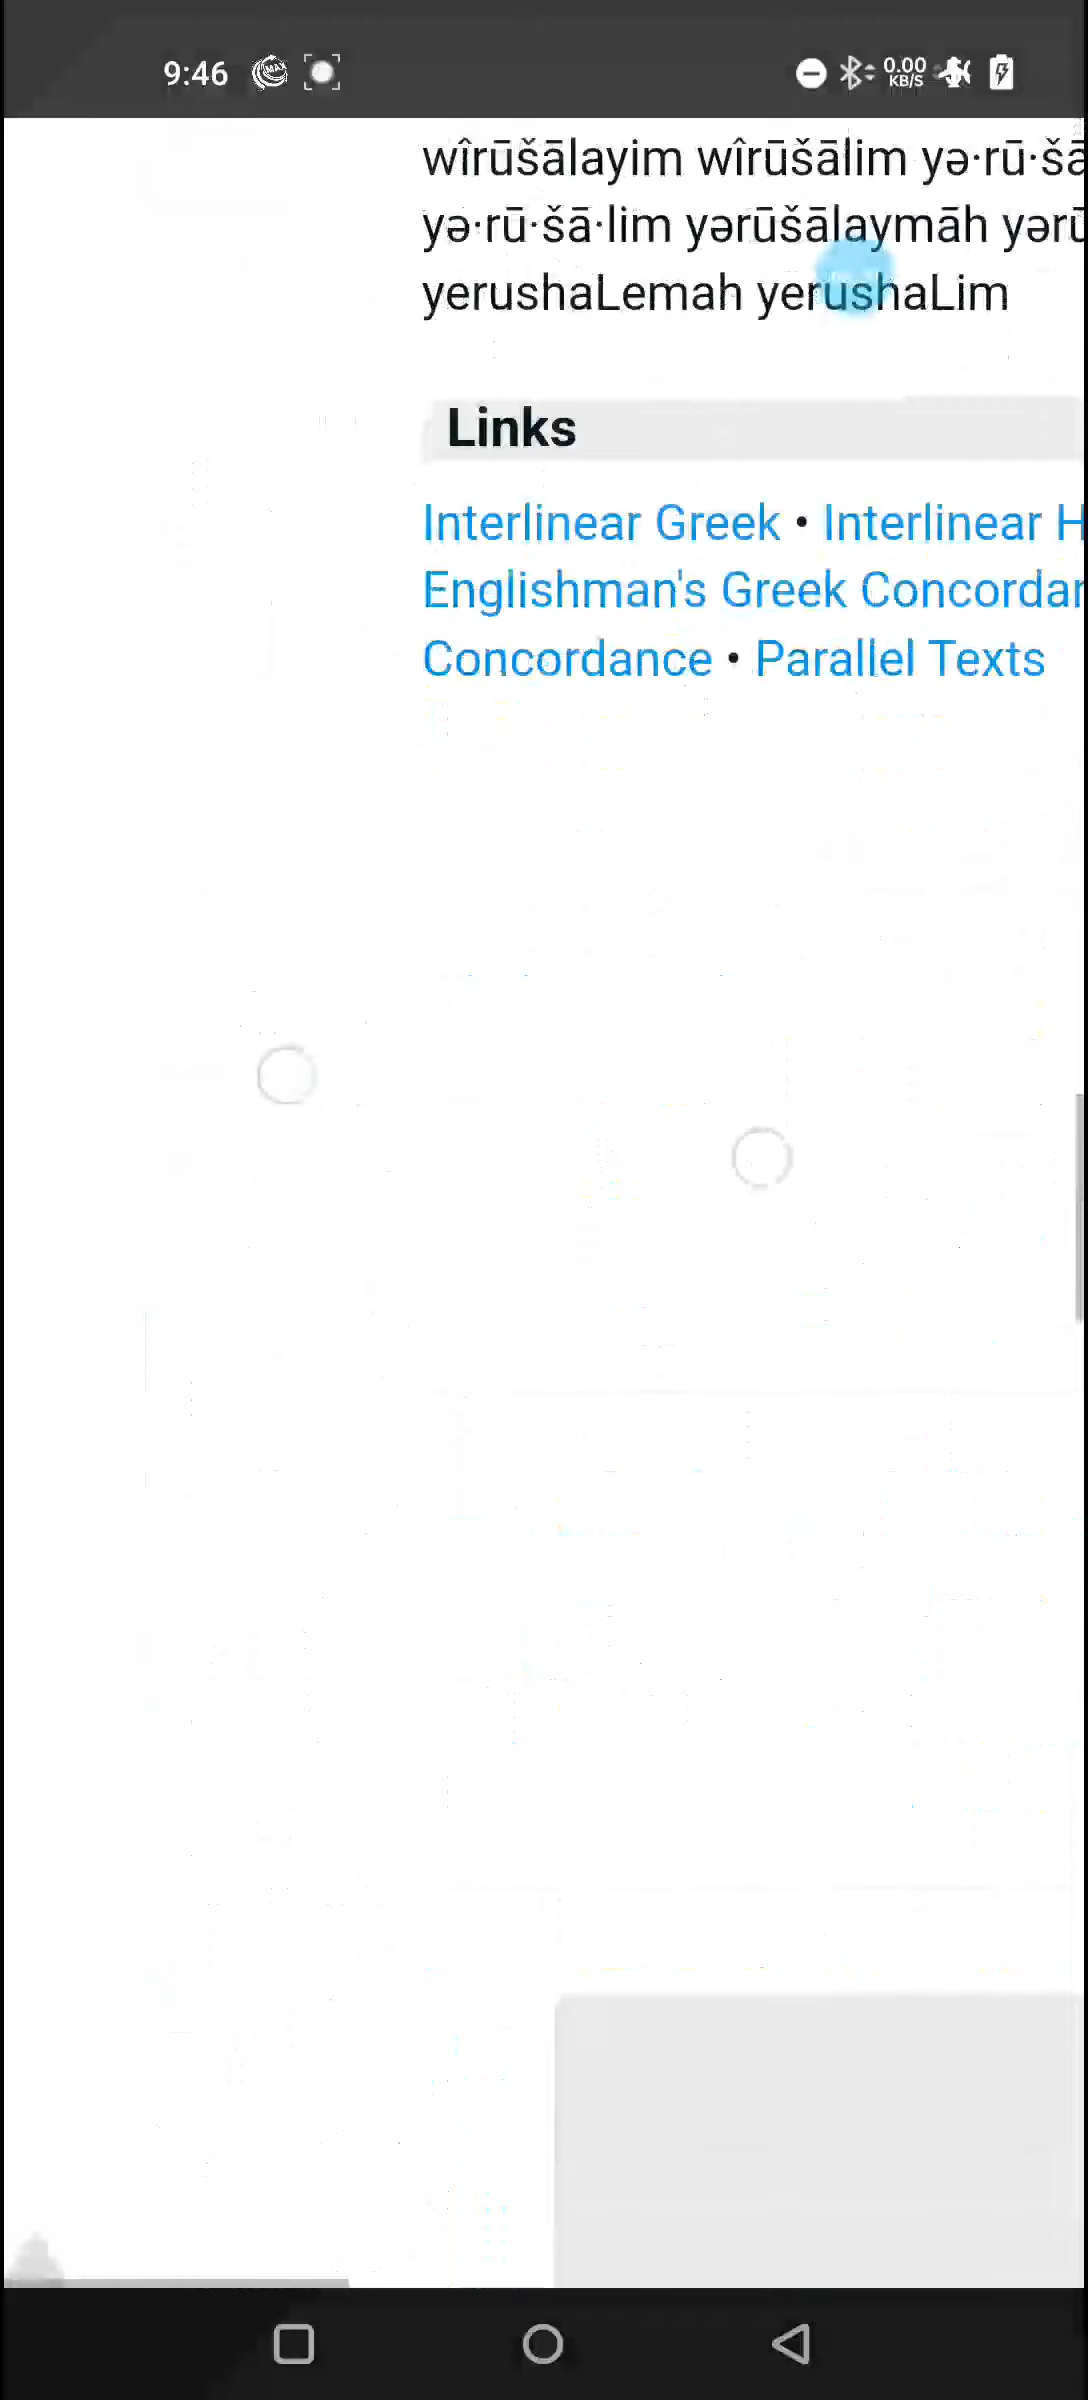 9:46
0.00
KB/S
wîrūšālayim wîrūšālim yə·rū·šā
yə·rū·šā·lim yərūšālaymāh yərū
yerushaLemah yerushaLim
Links
Interlinear Greek • Interlinear H
Englishman's Greek Concordan
Concordance • Parallel Texts